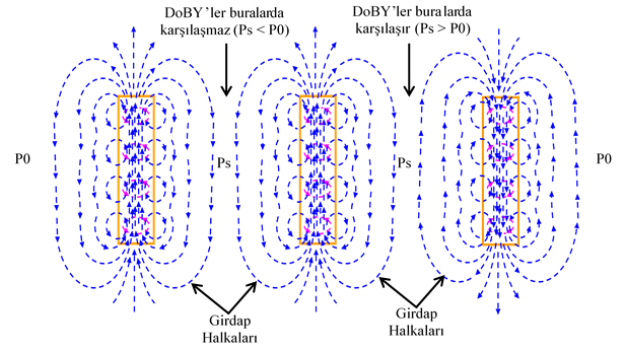 DoBY'ler buralarda
karşılaşmaz (Ps < P0)
DoBY'ler buralarda
karşılaşır (Ps > P0)
P0
Ps
Ps
P0
Girdap
Halkaları
Girdap
Halkaları